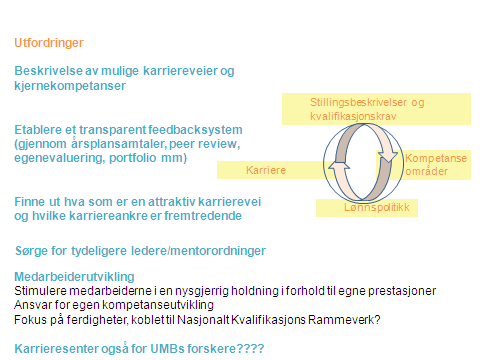 Utfordringer
Beskrivelse av mulige karriereveier og
kjernekompetanser
Etablere et transparent feedbacksystem
(gjennom årsplansamtaler, peer review,
egenevaluering, portfolio mm)
Finne ut hva som er en attraktiv karrierevei
og hvilke karriereankre er fremtredende
Sørge for tydeligere ledere/mentorordninger
Stillingsbeskrivelser og
kvalifikasjonskrav
Karriere
Kompetanse
områder
Lønnspolitikk
Medarbeiderutvikling
Stimulere medarbeiderne i en nysgjerrig holdning i forhold til egne prestasjoner
Ansvar for egen kompetanseutvikling
Fokus på ferdigheter, koblet til Nasjonalt Kvalifikasjons Rammeverk?
Karrieresenter også for UMBs forskere????